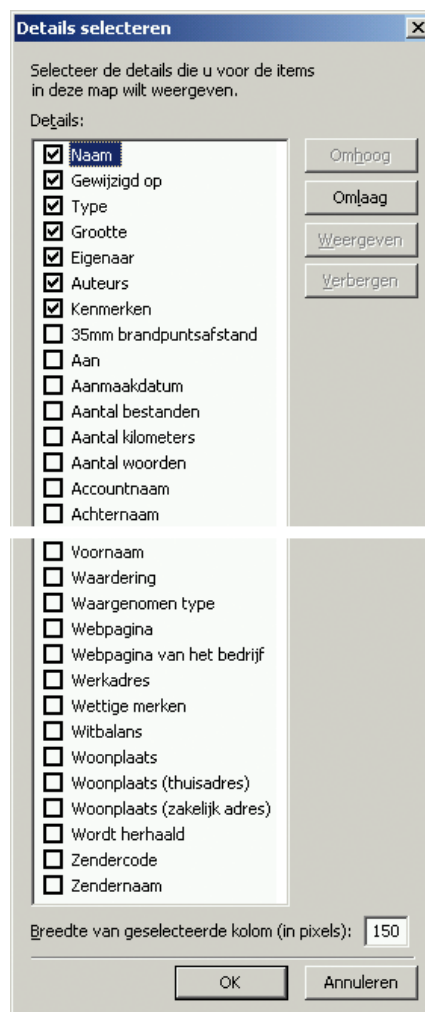 Details selecteren
Selecteer de details die u voor de items
in deze map wilt weergeven.
Details:
Naam
Gewijzigd op
Type
Grootte
Eigenaar
Auteurs
Kenmerken
35mm brandpuntsafstand
Aan
Aanmaakdatum
Aantal bestanden
Aantal kilometers
Aantal woorden
Accountnaam
Achternaam
Voornaam
Waardering
Waargenomen type
Webpagina
Webpagina van het bedrijf
Werkadres
Wettige merken
Witbalans
Woonplaats
Woonplaats (thuisadres)
Woonplaats (zakelijk adres)
Wordt herhaald
Zendercode
Zendernaam
Omhoog
Omlaag
Weergeven
Verbergen
Breedte van geselecteerde kolom (in pixels): 150
OK
Annuleren